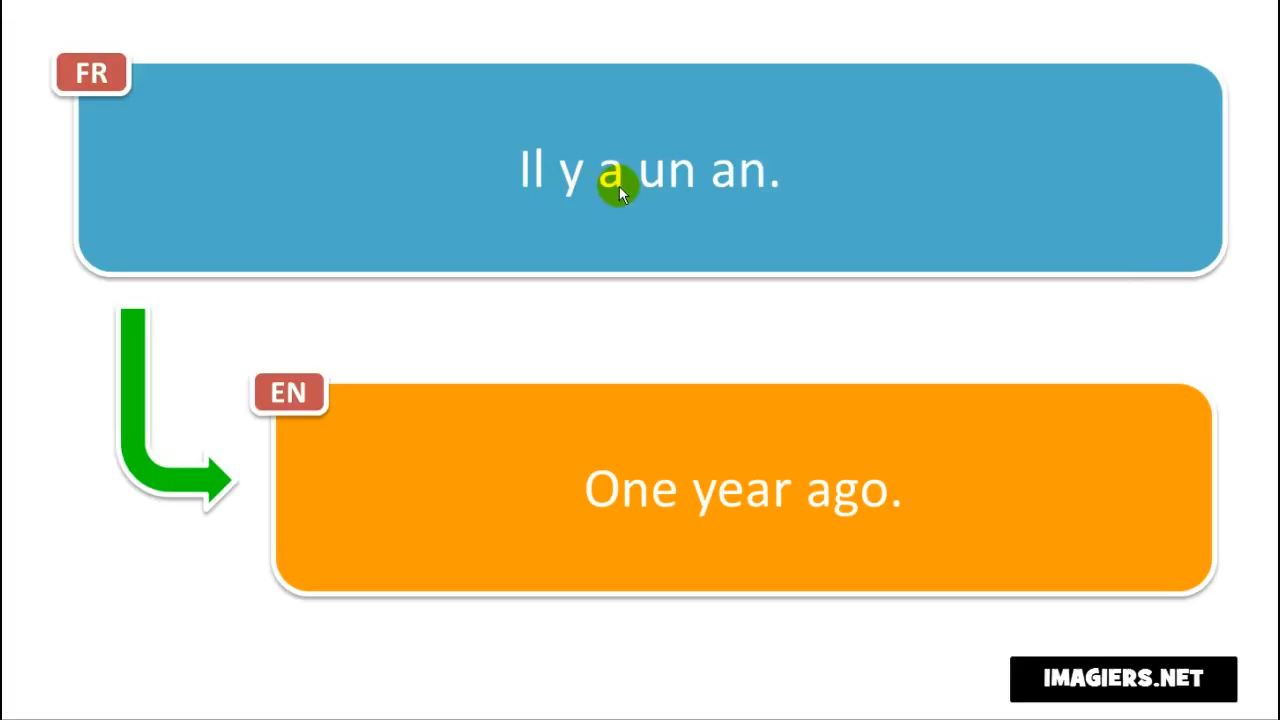 FR
Il y a un an.
EN
One year ago.
IMAGIERS.NET